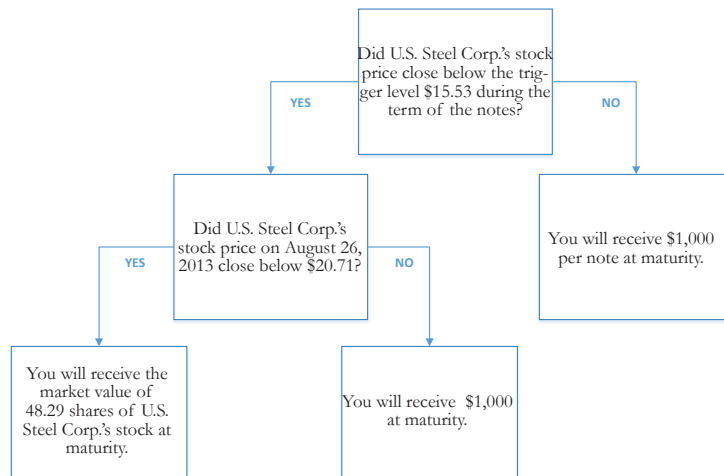 Did U.S. Steel Corp.'s stock
price close below the trig-
ger level $15.53 during the
term of the notes?
YES
NO
Did U.S. Steel Corp.'s
stock price on August 26,
2013 close below $20.71?
You will receive $1,000
per note at maturity.
YES
NO
You will receive the
market value of
48.29 shares of U.S.
Steel Corp.'s stock at
maturity.
You will receive $1,000
at maturity.